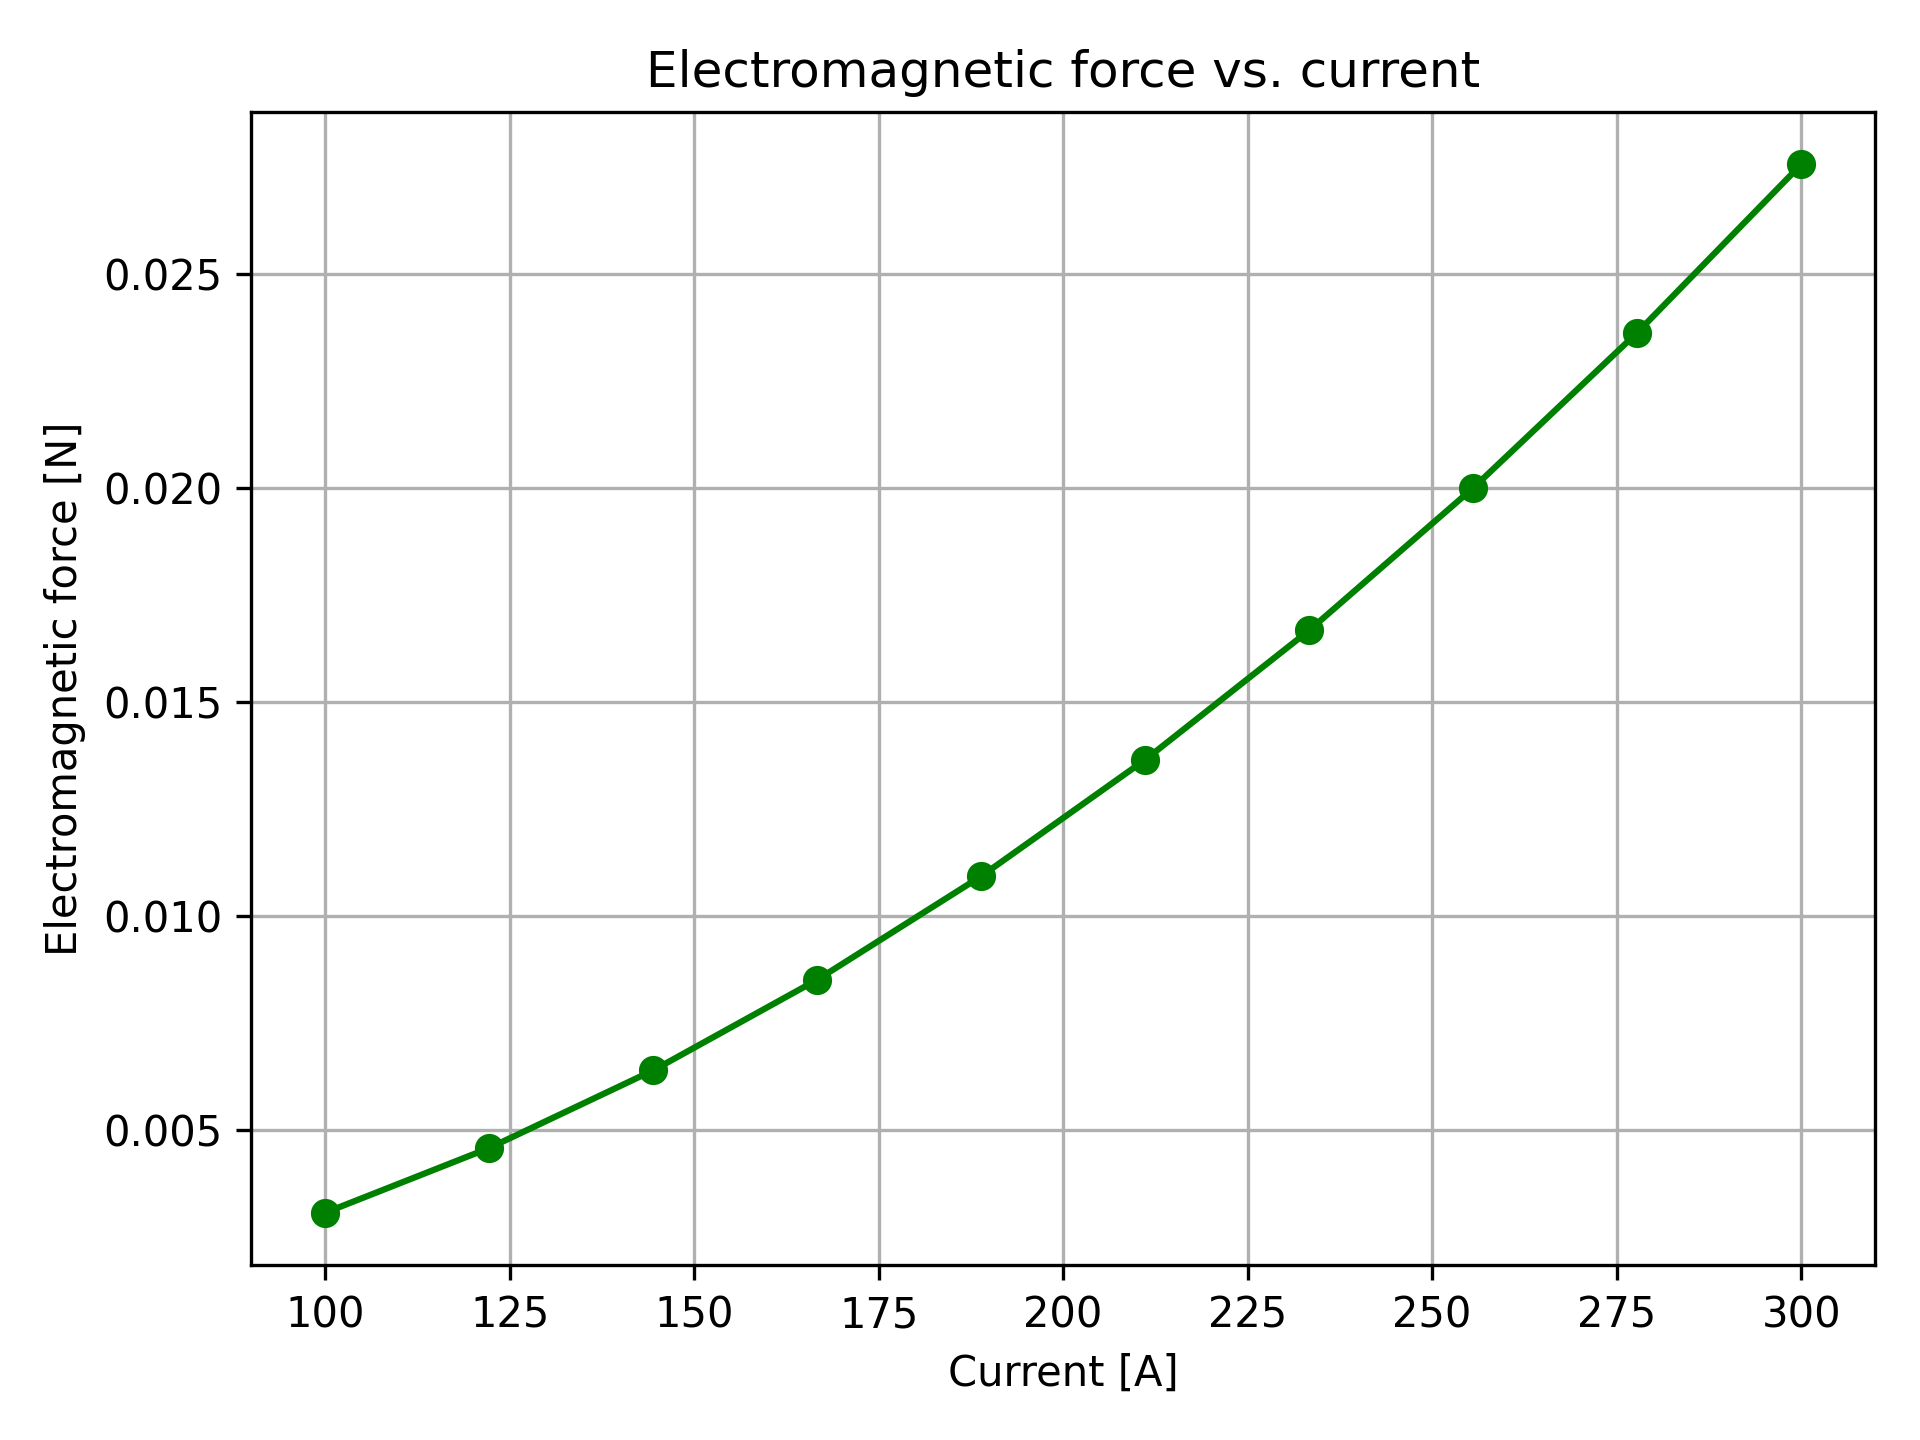 Electromagnetic force vs. current
Electromagnetic force [N]
0.025
0.020
0.015
0.010
0.005
100 125 150 175 200 225 250 275 300
Current [A]